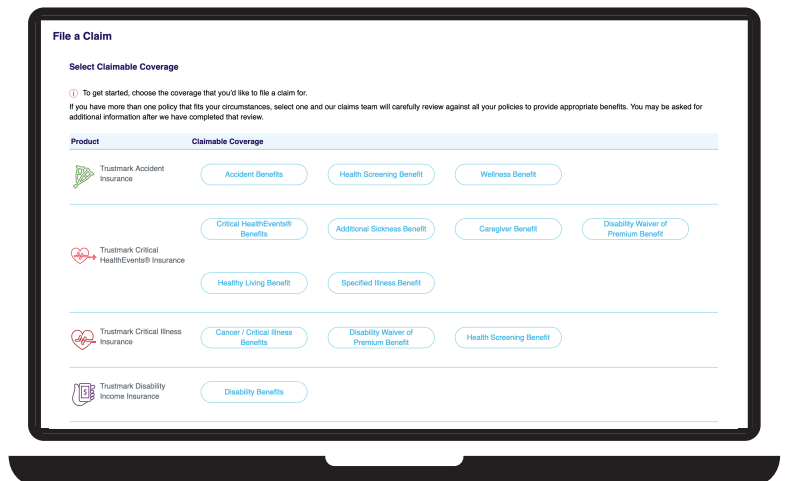 File a Claim
Select Claimable Coverage
To get started, choose the coverage that you'd like to file a claim for.
If you have more than one policy that fits your circumstances, select one and our claims team will carefully review against all your policies to provide appropriate benefits. You may be asked for
additional information after we have completed that review.
Product Claimable Coverage
Trustmark Accident
Insurance
Accident Benefits Health Screening Benefit Wellness Benefit
Trustmark Critical
HealthEvents® Insurance
Critical HealthEvents®
Benefits
Additional Sickness Benefit Caregiver Benefit
Disability Waiver of
Premium Benefit
Healthy Living Benefit Specified Illness Benefit
Trustmark Critical Illness
Insurance
Cancer / Critical Illness
Benefits
Disability Waiver of
Premium Benefit
Health Screening Benefit
Trustmark Disability
Income Insurance
Disability Benefits